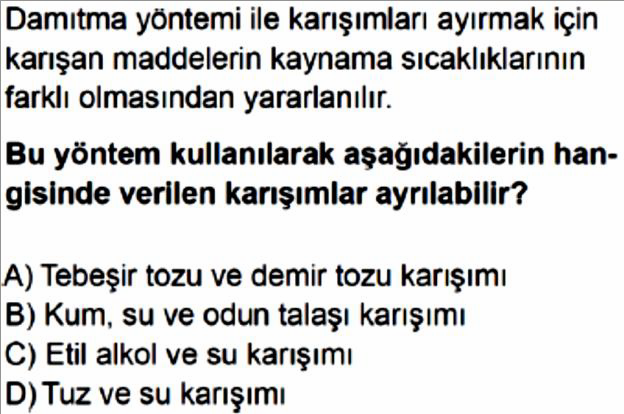 Damıtma yöntemi ile karışımları ayırmak için
karışan maddelerin kaynama sıcaklıklarının
farklı olmasından yararlanılır.
Bu yöntem kullanılarak aşağıdakilerin han-
gisinde verilen karışımlar ayrılabilir?
A) Tebeşir tozu ve demir tozu karışımı
B) Kum, su ve odun talaşı karışımı
C) Etil alkol ve su karışımı
D) Tuz ve su karışımı